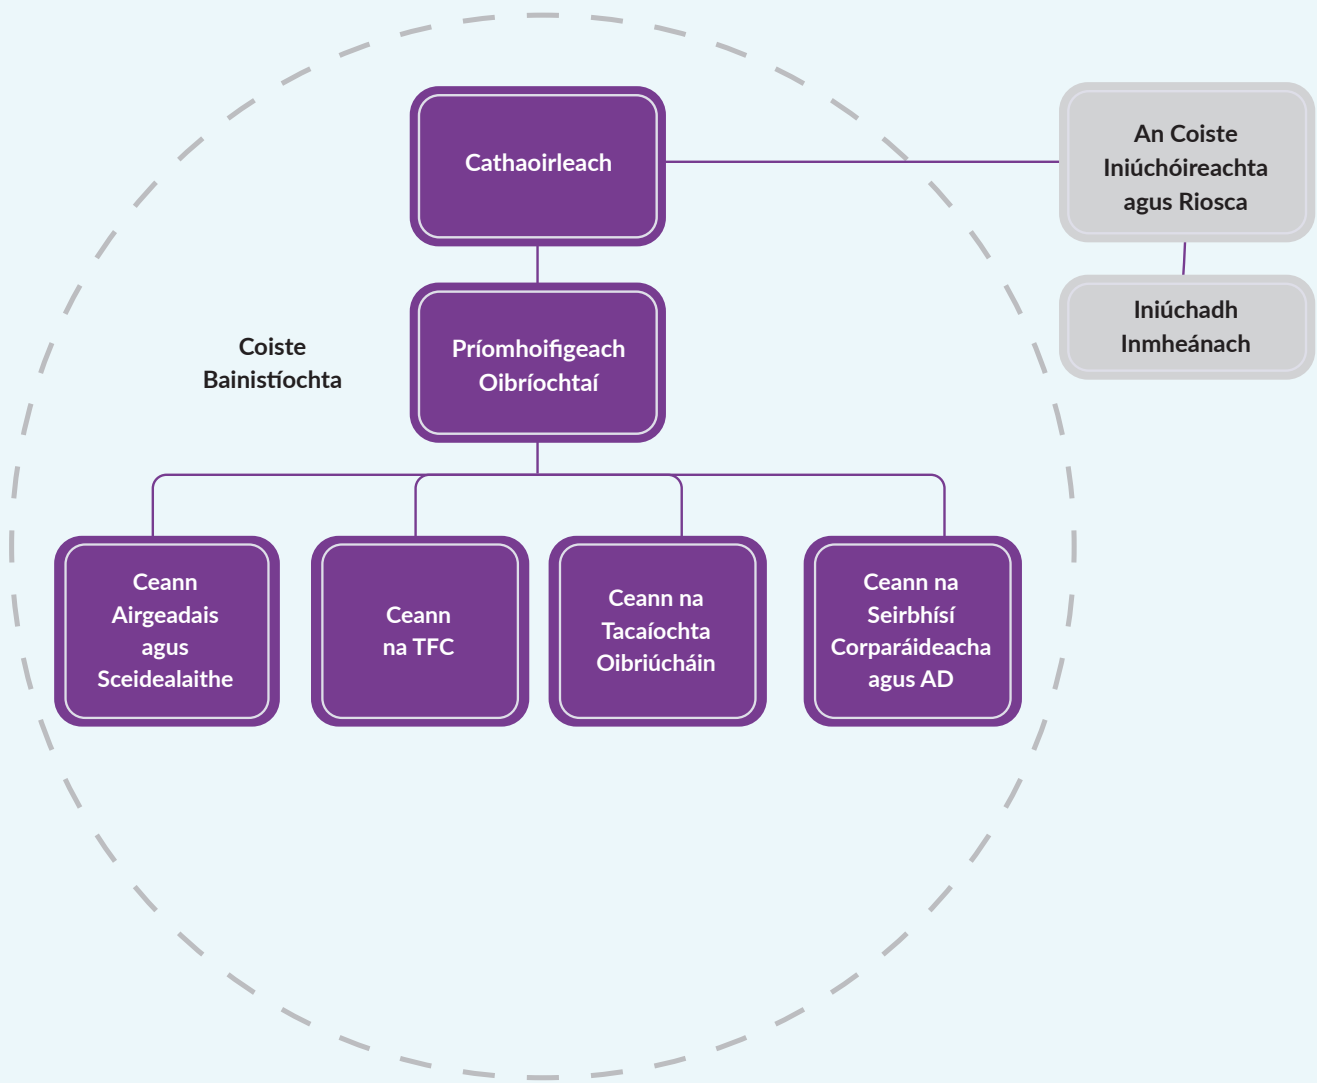 Cathaoirleach
An Coiste
Iniúchóireachta
agus Riosca
Iniúchadh
Inmheánach
Coiste
Bainistíochta
Príomhoifigeach
Oibríochtaí
Ceann
Airgeadais
agus
Sceidealaithe
Ceann
na TFC
Ceann na
Tacaíochta
Oibriúcháin
Ceann na
Seirbhísí
Corparáideacha
agus AD